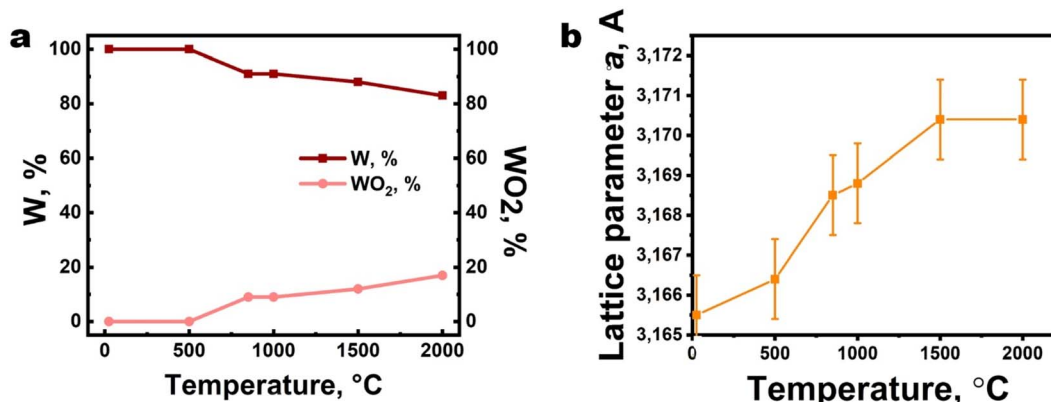 a
100
80
60
40
20
0
W, %
100
80
60
40
20
0
WO2, %
W, %
WO₂, %
0 500 1000 1500 2000
Temperature, °C
b
3,172
3,171
3,170
3,169
3,168
3,167
3,166
3,165
Lattice parameter a, A
0 500 1000 1500 2000
Temperature, °C